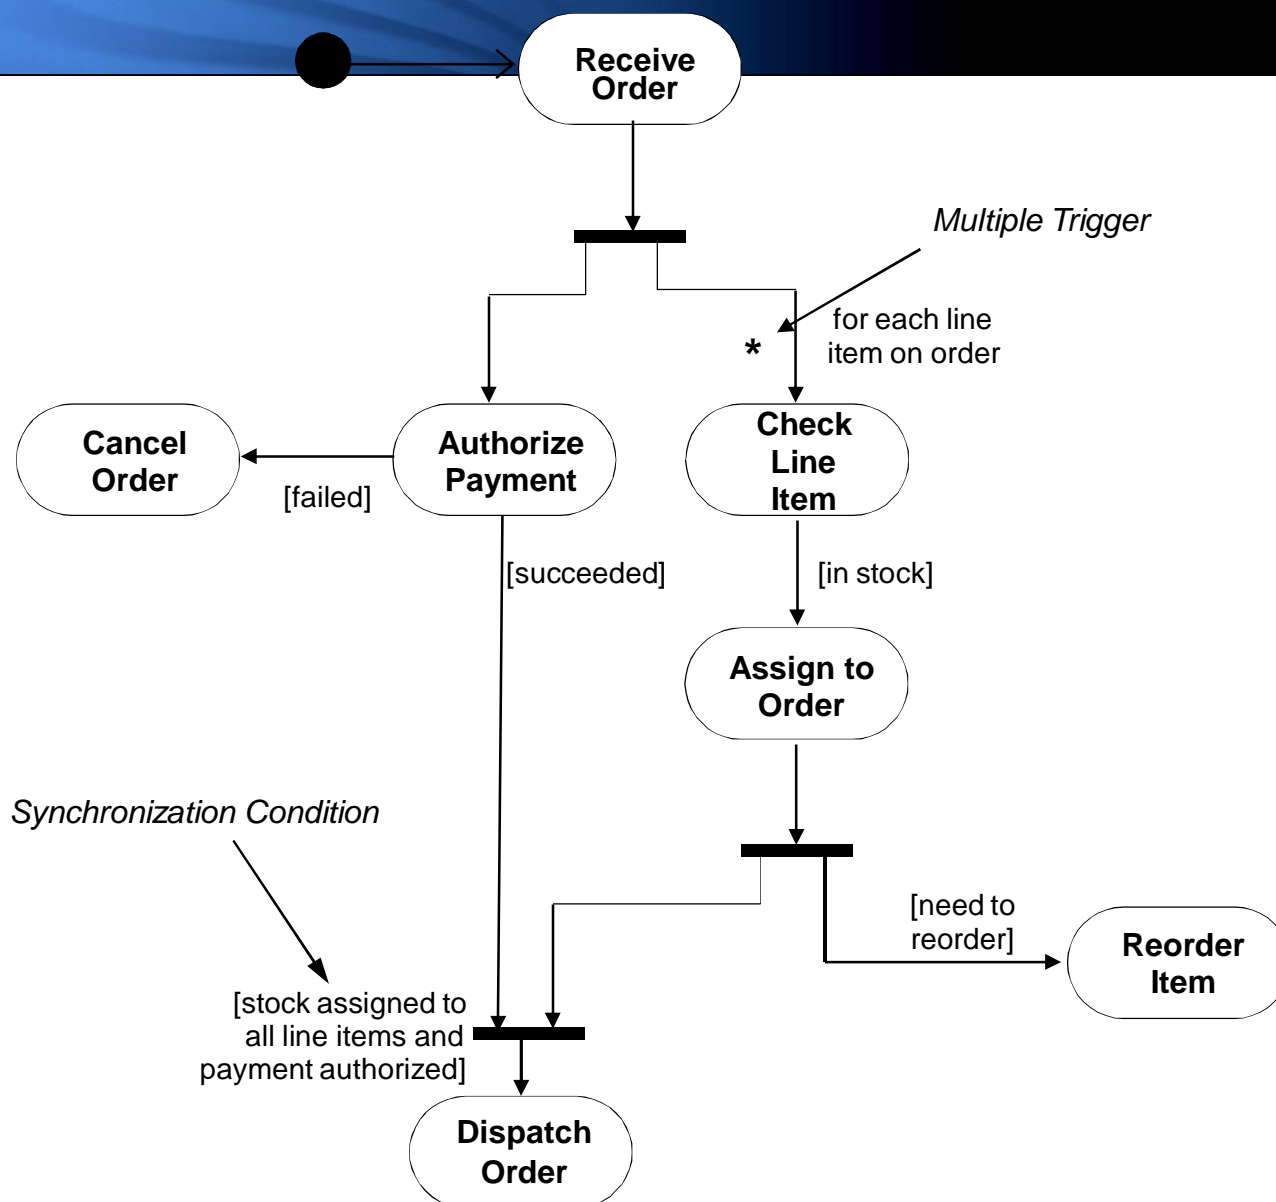 Receive
Order
Multiple Trigger
for each line
item on order
*
Cancel
Order
[failed]
Authorize
Payment
Check
Line
Item
[succeeded]
[in stock]
Assign to
Order
Synchronization Condition
[need to
reorder]
Reorder
Item
[stock assigned to
all line items and
payment authorized]
Dispatch
Order